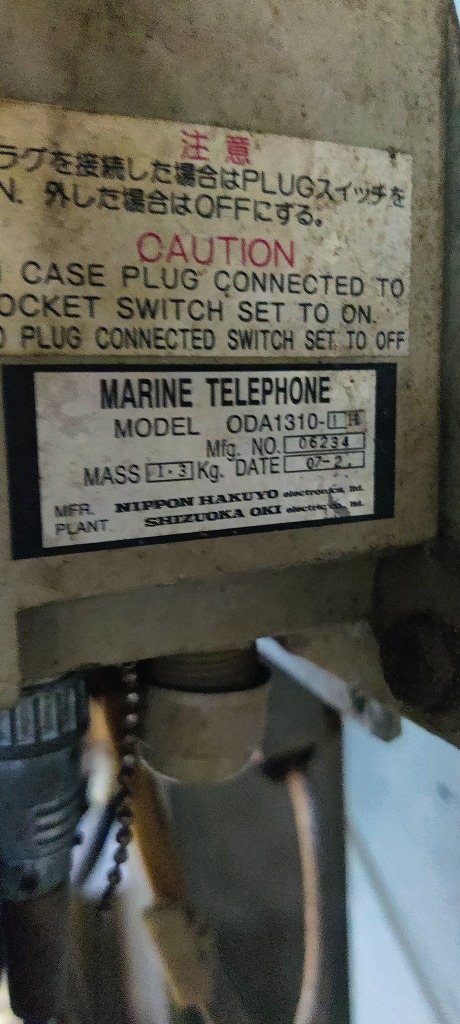 注意
ラグを接続した場合はPLUGスイッチを
N. 外した場合はOFFにする。
CAUTION
CASE PLUG CONNECTED TO
OCKET SWITCH SET TO ON.
PLUG CONNECTED SWITCH SET TO OFF
MARINE TELEPHONE
MODEL ODA1310-1H
Mfg. NO. 06234
MASS 1.3 Kg. DATE 07-2.
MFR. NIPPON HAKUYO electronics, ltd.
PLANT. SHIZUOKA OKI electric co., ltd.